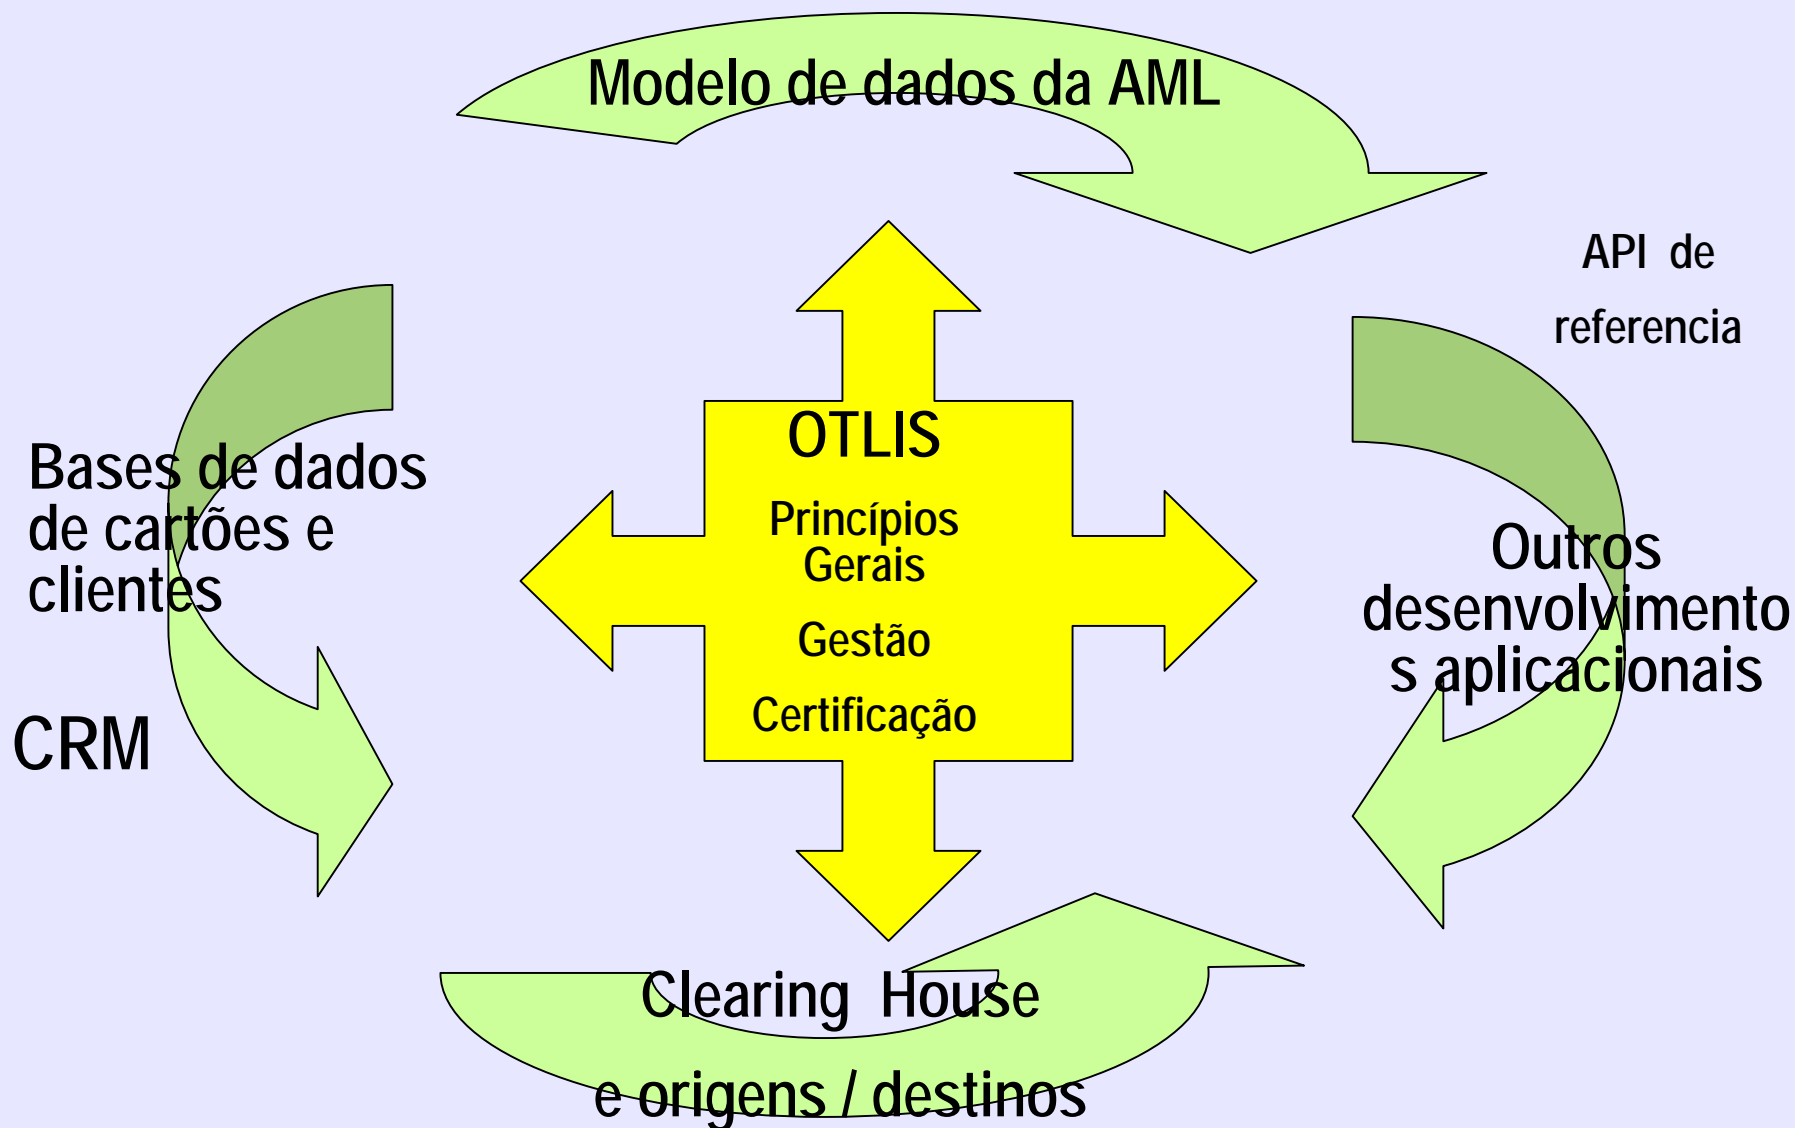 Modelo de dados da AML
API de
referencia
Bases de dados
de cartões e
clientes
CRM
OTLIS
Princípios
Gerais
Gestão
Certificação
Outros
desenvolvimento
s aplicacionais
Clearing House
e origens / destinos